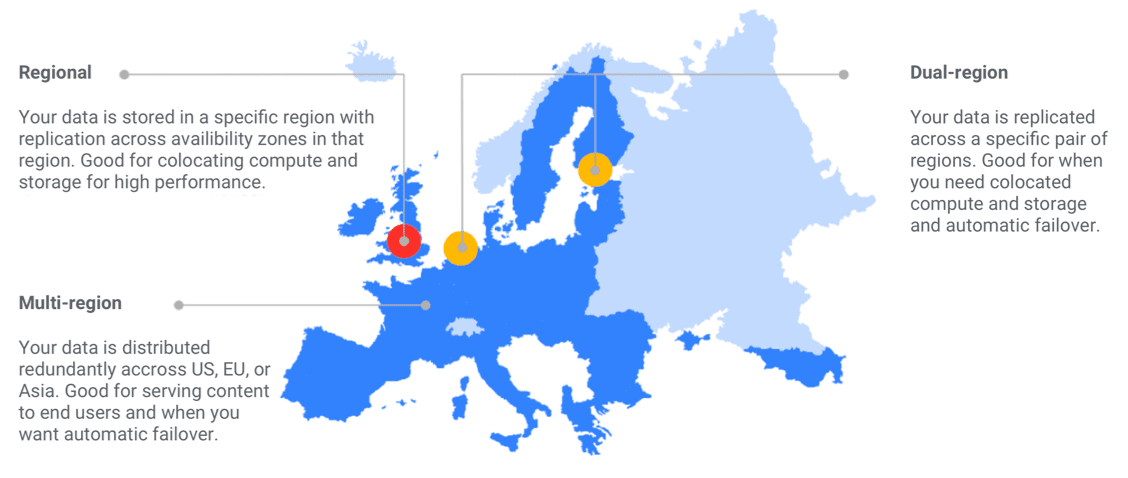 Regional
Your data is stored in a specific region with
replication across availibility zones in that
region. Good for colocating compute and
storage for high performance.
Multi-region
Your data is distributed
redundantly accross US, EU, or
Asia. Good for serving content
to end users and when you
want automatic failover.
Dual-region
Your data is replicated
across a specific pair of
regions. Good for when
you need colocated
compute and storage
and automatic failover.